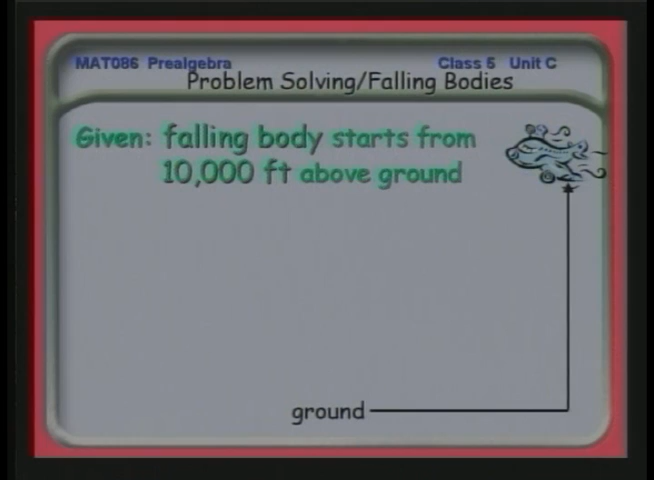 MAT086 Prealgebra Class 5 Unit C
Problem Solving/Falling Bodies
Given: falling body starts from
10,000 ft above ground
ground